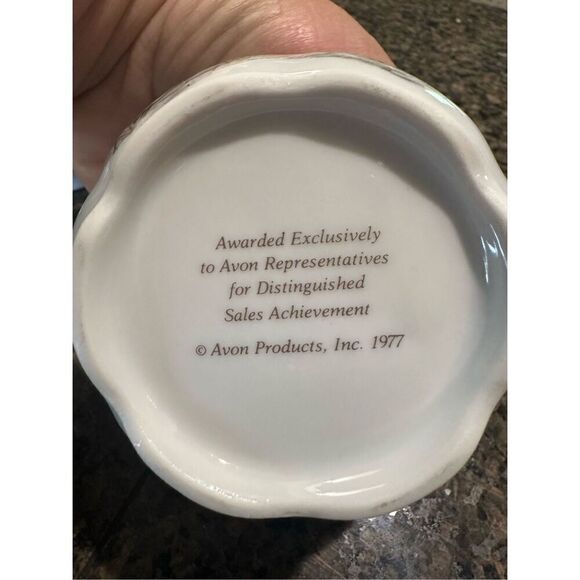 Awarded Exclusively
to Avon Representatives
for Distinguished
Sales Achievement
© Avon Products, Inc. 1977